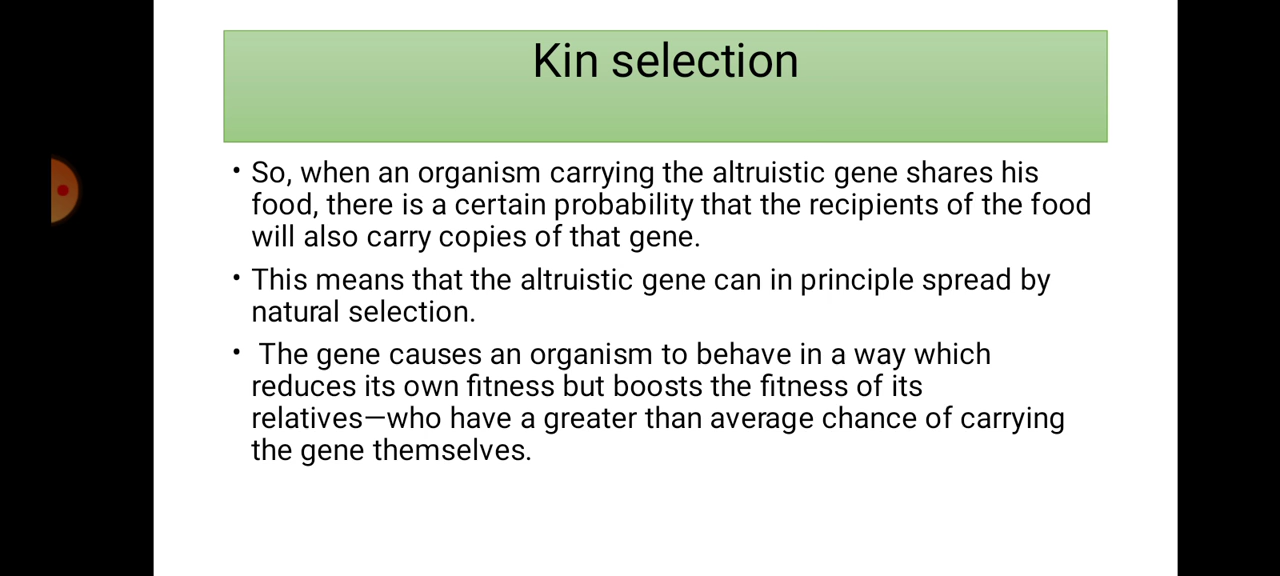 Kin selection
• So, when an organism carrying the altruistic gene shares his
food, there is a certain probability that the recipients of the food
will also carry copies of that gene.
• This means that the altruistic gene can in principle spread by
natural selection.
• The gene causes an organism to behave in a way which
reduces its own fitness but boosts the fitness of its
relatives—who have a greater than average chance of carrying
the gene themselves.